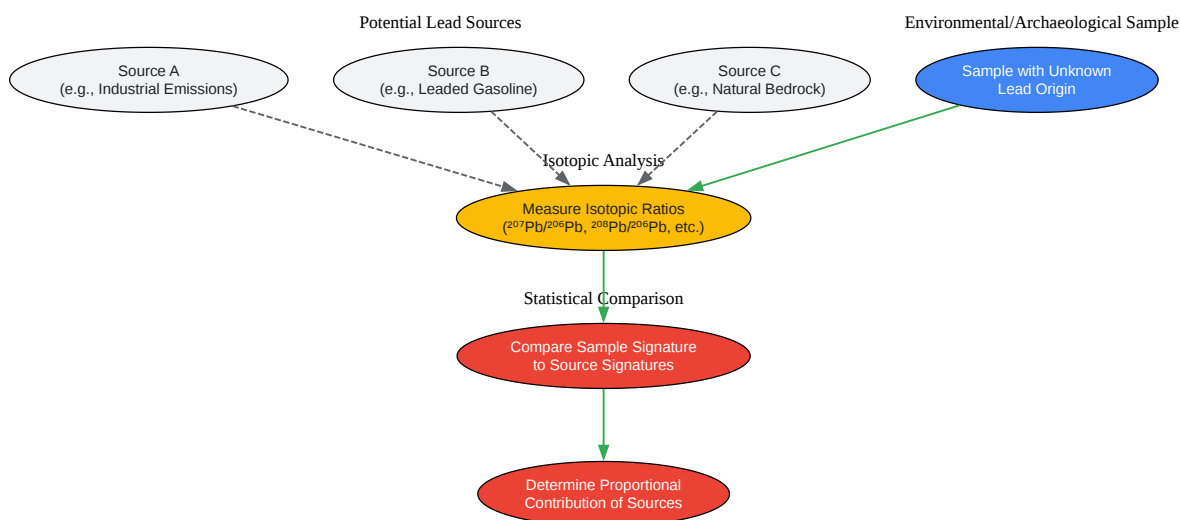 Potential Lead Sources
Environmental/Archaeological Sample
Source A
(e.g., Industrial Emissions)
Source B
(e.g., Leaded Gasoline)
Source C
(e.g., Natural Bedrock)
Sample with Unknown
Lead Origin
Isotopic Analysis
Measure Isotopic Ratios
(²⁰⁷Pb/²⁰⁶Pb, ²⁰⁸Pb/²⁰⁶Pb, etc.)
Statistical Comparison
Compare Sample Signature
to Source Signatures
Determine Proportional
Contribution of Sources